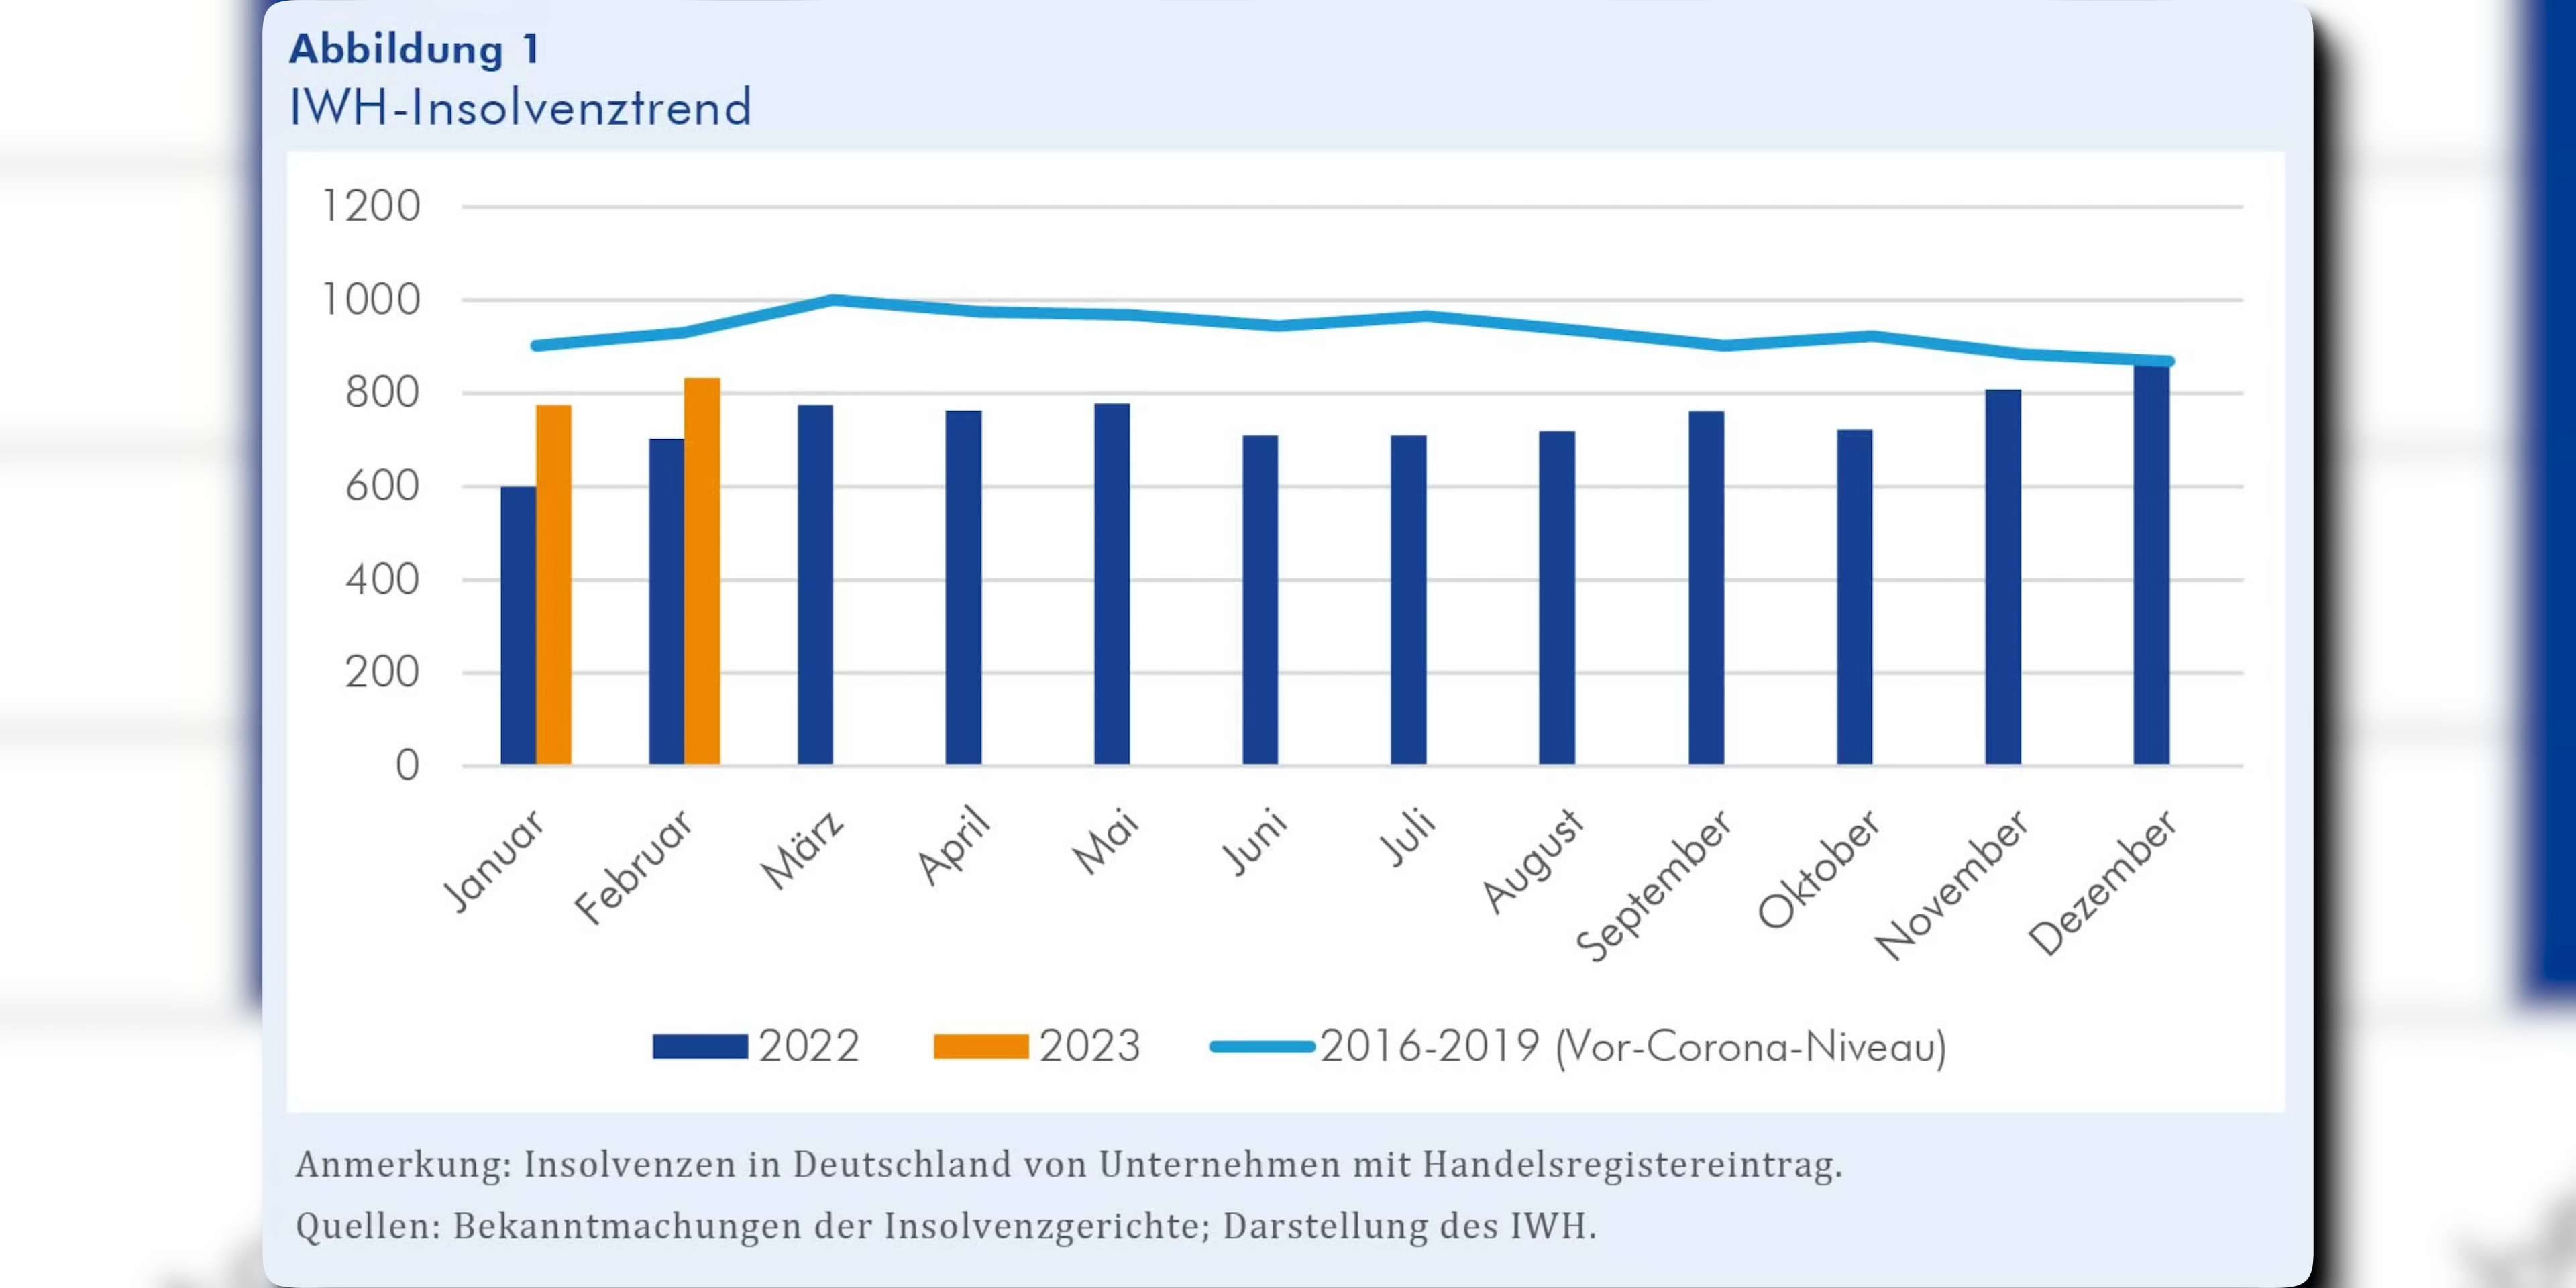 Abbildung 1
IWH-Insolvenztrend
1200
1000
800
600
400
200
0
Januar
Februar
März
April
Mai
Juni
Juli
August
September
Oktober
November
Dezember
2022
2023
2016-2019 (Vor-Corona-Niveau)
Anmerkung: Insolvenzen in Deutschland von Unternehmen mit Handelsregistereintrag.
Quellen: Bekanntmachungen der Insolvenzgerichte; Darstellung des IWH.